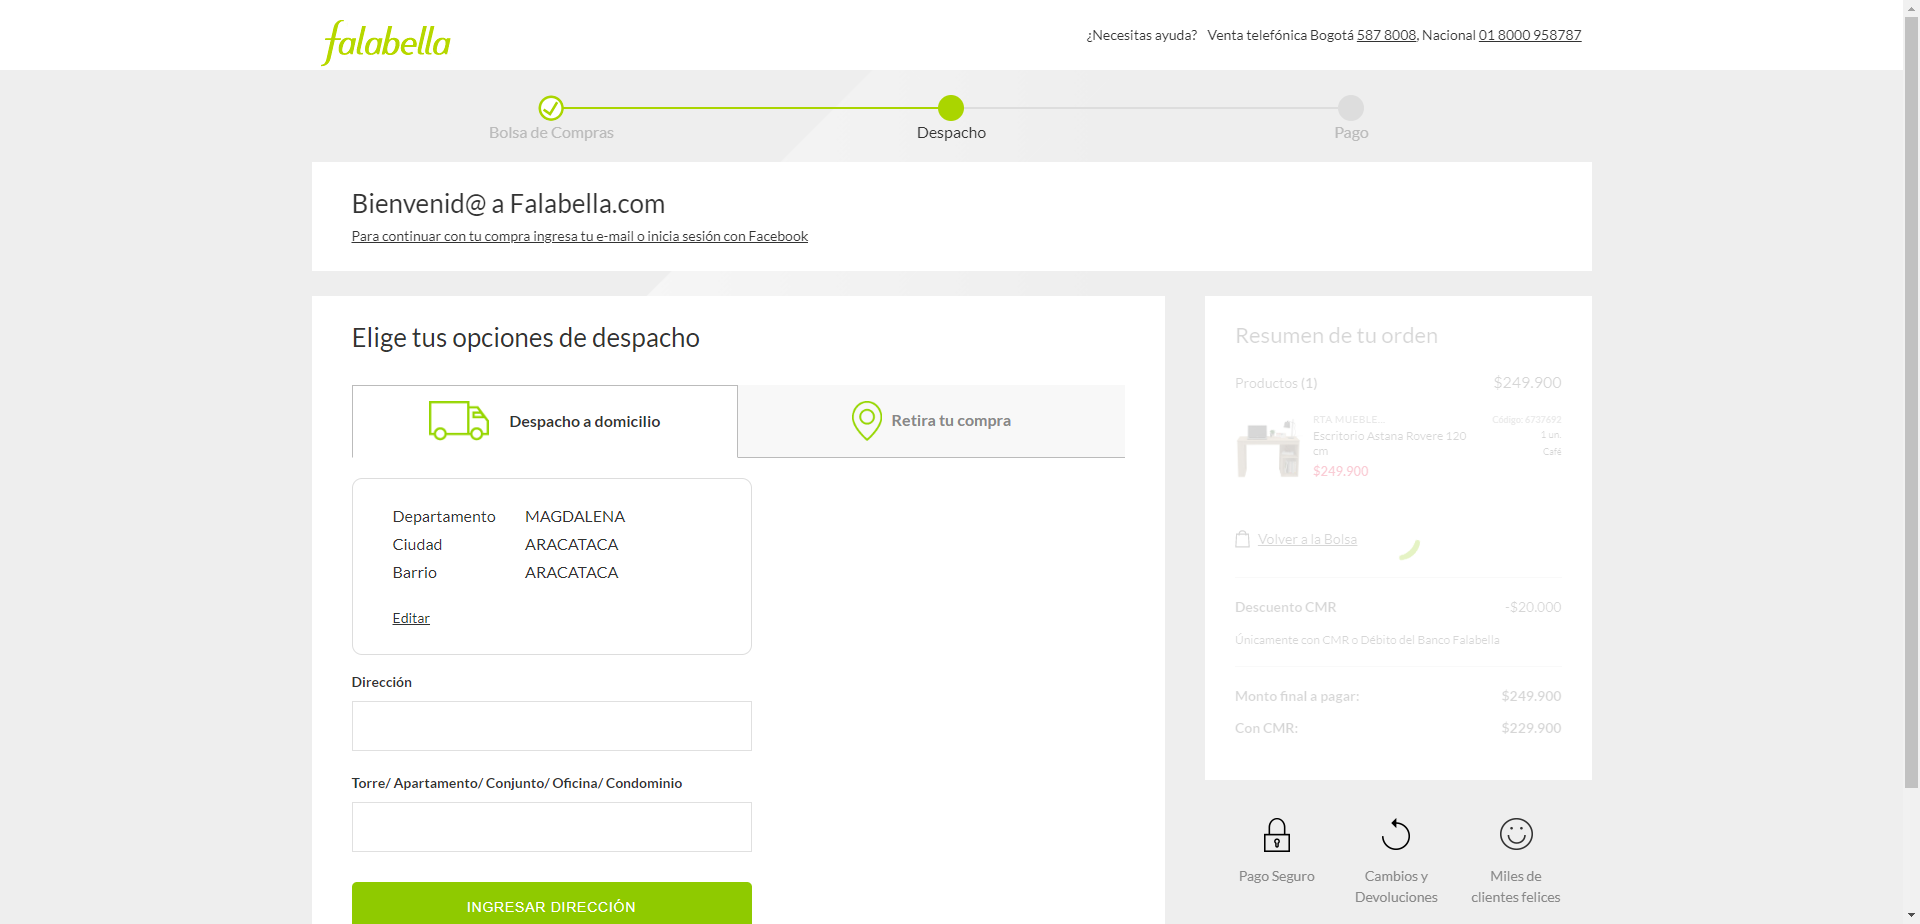 falabella
¿Necesitas ayuda? Venta telefónica Bogotá 587 8008, Nacional 01 8000 958787
Bolsa de Compras
Despacho
Pago
Bienvenid@ a Falabella.com
Para continuar con tu compra ingresa tu e-mail o inicia sesión con Facebook
Elige tus opciones de despacho
Despacho a domicilio
Retira tu compra
Departamento MAGDALENA
Ciudad ARACATACA
Barrio ARACATACA
Editar
Dirección
Torre/ Apartamento/ Conjunto/ Oficina/ Condominio
INGRESAR DIRECCIÓN
Resumen de tu orden
Productos (1) $249.900
RTA MUEBLE... Código: 6737692
Escritorio Astana Rovere 120 1 un.
cm Café
$249.900
Volver a la Bolsa
Descuento CMR -$20.000
Únicamente con CMR o Débito del Banco Falabella
Monto final a pagar: $249.900
Con CMR: $229.900
Pago Seguro
Cambios y
Devoluciones
Miles de
clientes felices